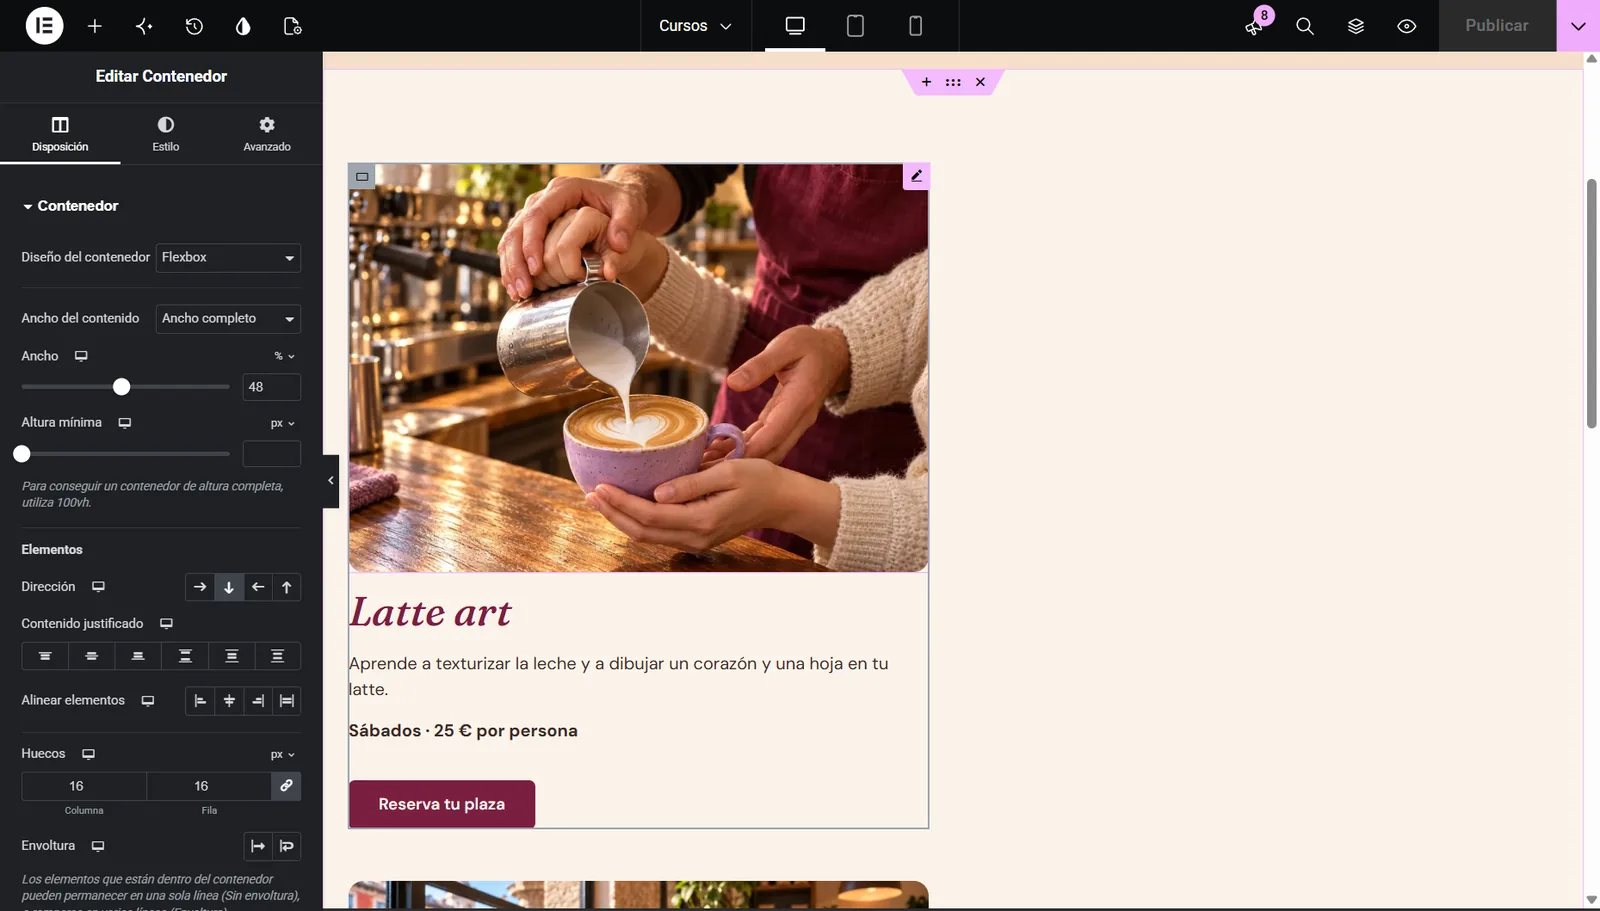 Cursos
8
Publicar
Editar Contenedor
Disposición
Estilo
Avanzado
Contenedor
Diseño del contenedor
Flexbox
Ancho del contenido
Ancho completo
Ancho
%
48
Altura mínima
px
Para conseguir un contenedor de altura completa,
utiliza 100vh.
Elementos
Dirección
Contenido justificado
Alinear elementos
Huecos
px
16
16
Columna
Fila
Envoltura
Los elementos que están dentro del contenedor
pueden permanecer en una sola línea (Sin envoltura),
Latte art
Aprende a texturizar la leche y a dibujar un corazón y una hoja en tu
latte.
Sábados · 25 € por persona
Reserva tu plaza